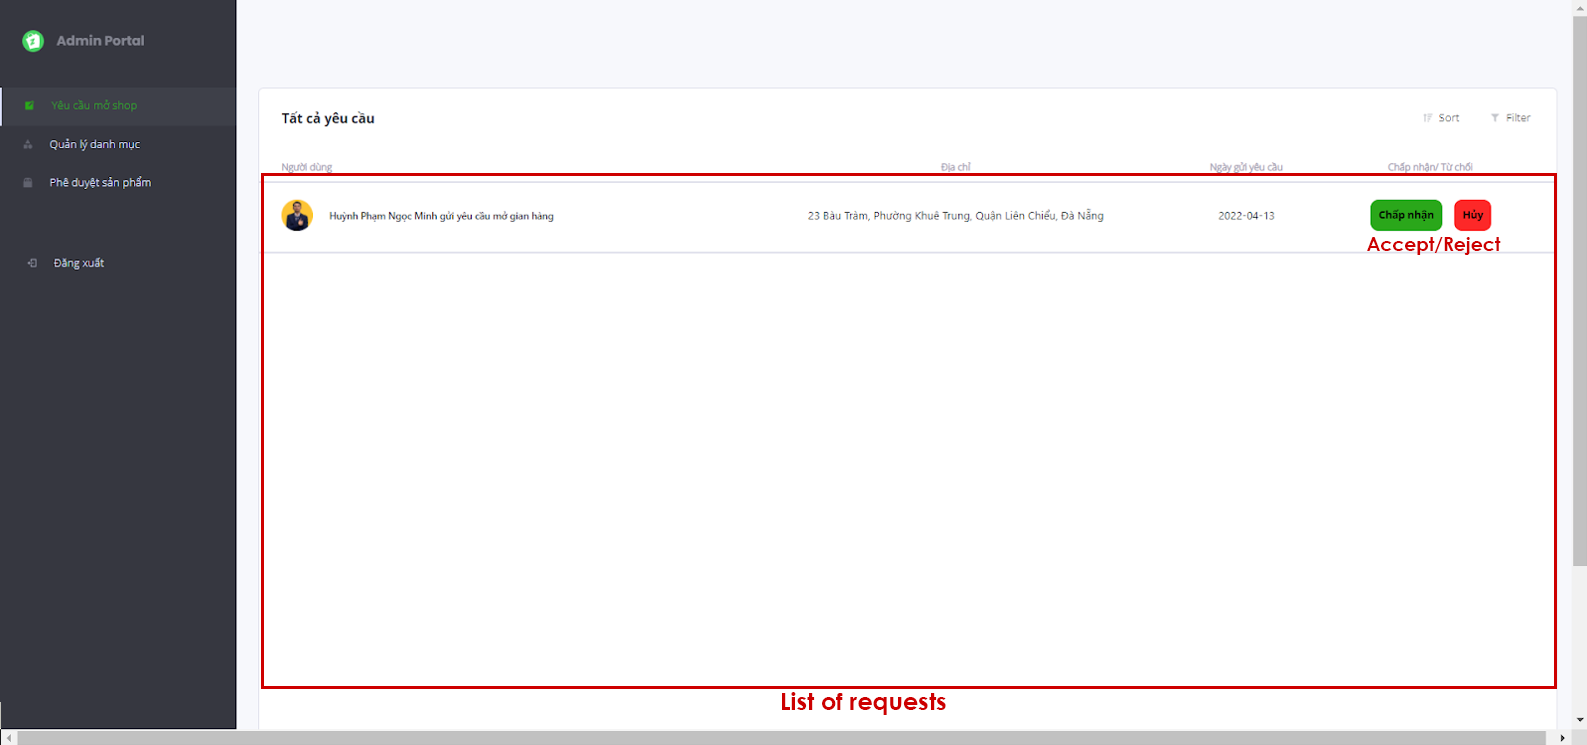 Admin Portal
Yêu cầu mở shop
Quản lý danh mục
Phê duyệt sản phẩm
Đăng xuất
Tất cả yêu cầu
Sort
Filter
Người dùng
Địa chỉ
Ngày gửi yêu cầu
Chấp nhận/ Từ chối
Huỳnh Phạm Ngọc Minh gửi yêu cầu mở gian hàng
23 Bàu Tràm, Phường Khuê Trung, Quận Liên Chiểu, Đà Nẵng
2022-04-13
Chấp nhận
Hủy
Accept/Reject
List of requests